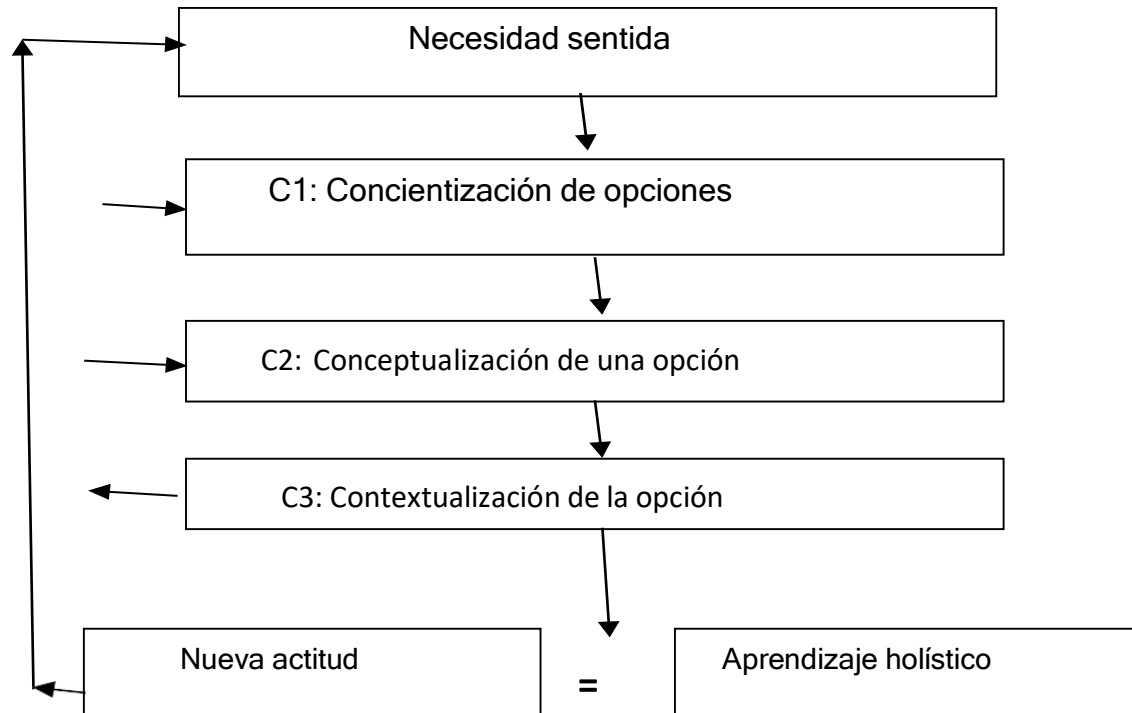 Necesidad sentida
C1: Concientización de opciones
C2: Conceptualización de una opción
C3: Contextualización de la opción
Nueva actitud = Aprendizaje holístico